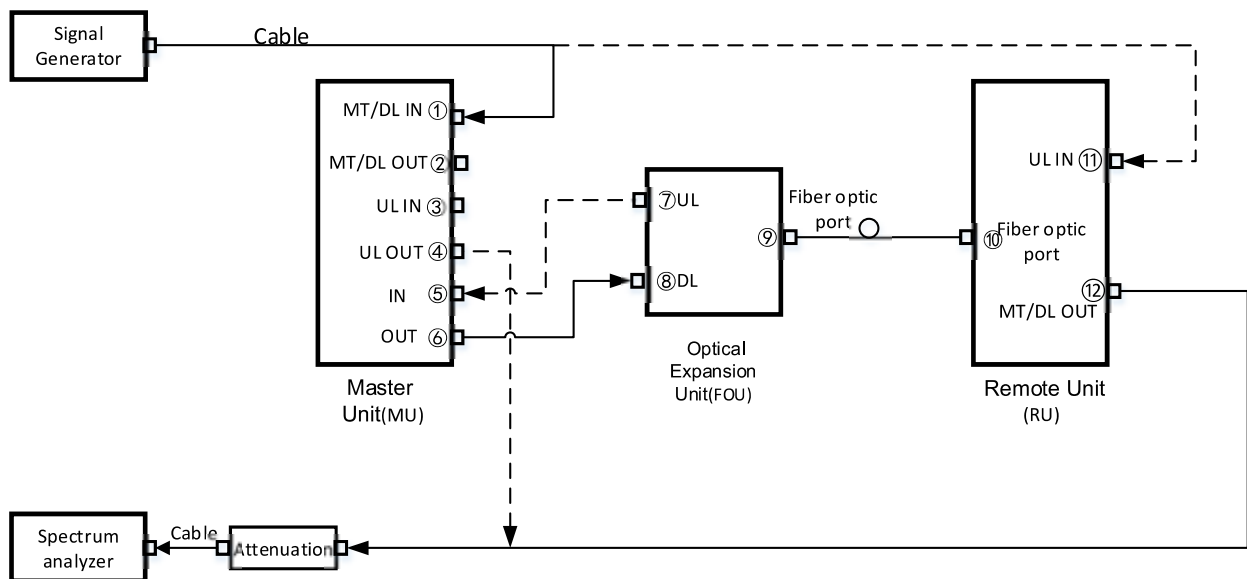 Signal
Generator
Cable
MT/DL IN ①
MT/DL OUT ②
UL IN ③
UL OUT ④
IN ⑤
OUT ⑥
Master
Unit(MU)
⑦UL
⑧DL
⑨
Optical
Expansion
Unit(FOU)
Fiber optic
port
UL IN ⑪
⑩Fiber optic
port
⑫
MT/DL OUT
Remote Unit
(RU)
Spectrum
analyzer
Cable
Attenuation